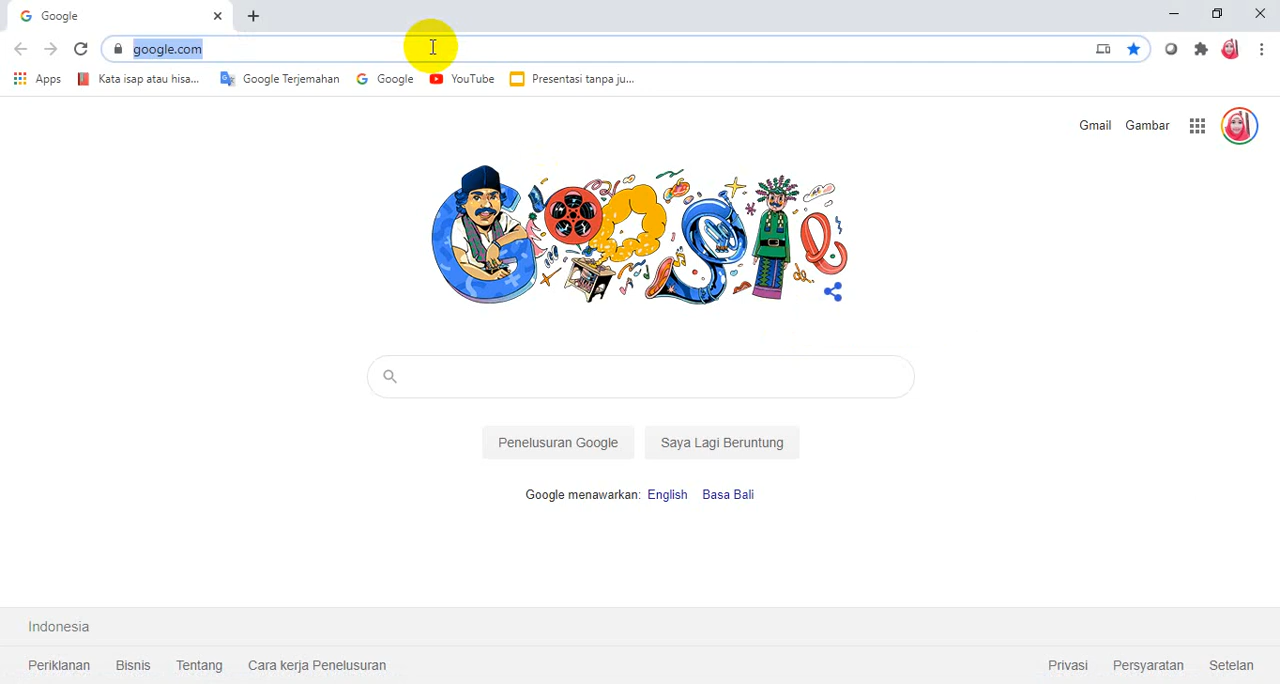 Google
google.com
Apps
Kata isap atau hisa...
Google Terjemahan
Google
YouTube
Presentasi tanpa ju...
Gmail
Gambar
Penelusuran Google
Saya Lagi Beruntung
Google menawarkan: English Basa Bali
Indonesia
Periklanan
Bisnis
Tentang
Cara kerja Penelusuran
Privasi
Persyaratan
Setelan